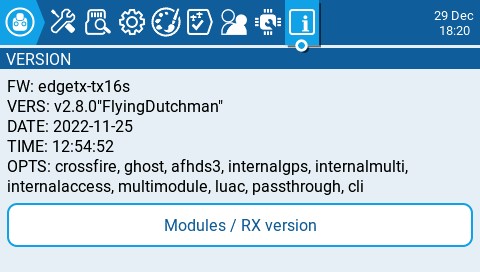 29 Dec
18:20
VERSION
FW: edgetx-tx16s
VERS: v2.8.0"FlyingDutchman"
DATE: 2022-11-25
TIME: 12:54:52
OPTS: crossfire, ghost, afhds3, internalgps, internalmulti,
internalaccess, multimodule, luac, passthrough, cli
Modules / RX version